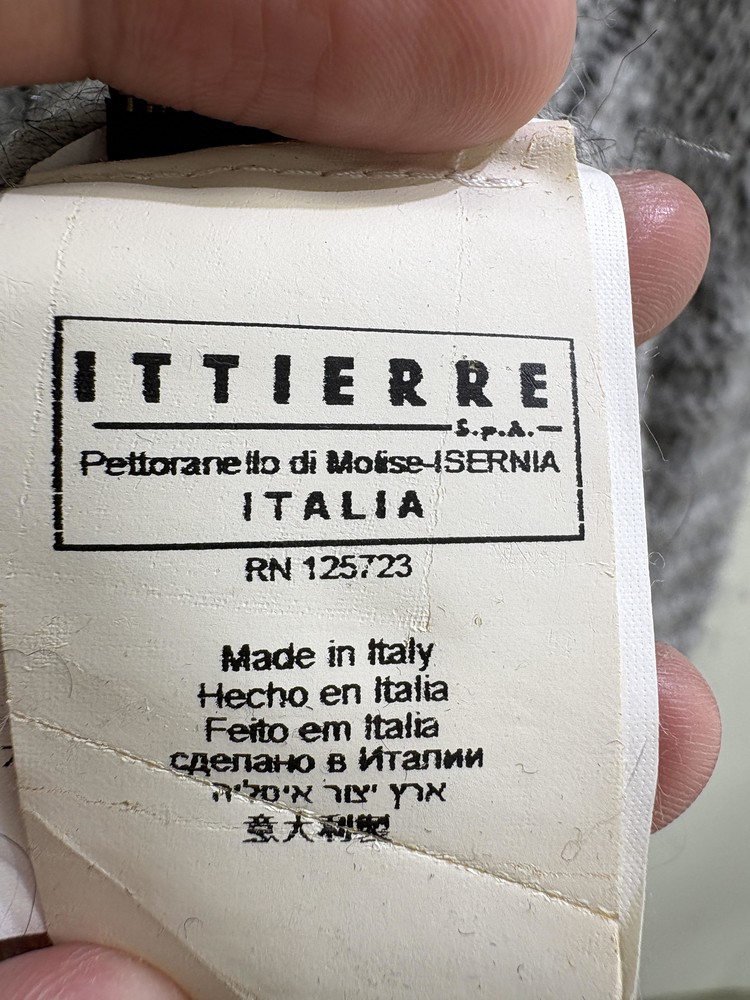 ITTIERRE
S.p.A.
Pettoranello di Molise-ISERNIA
ITALIA
RN 125723
Made in Italy
Hecho en Italia
Feito em Italia
сделано в Италии
ארץ יצור איטליה
意大利製